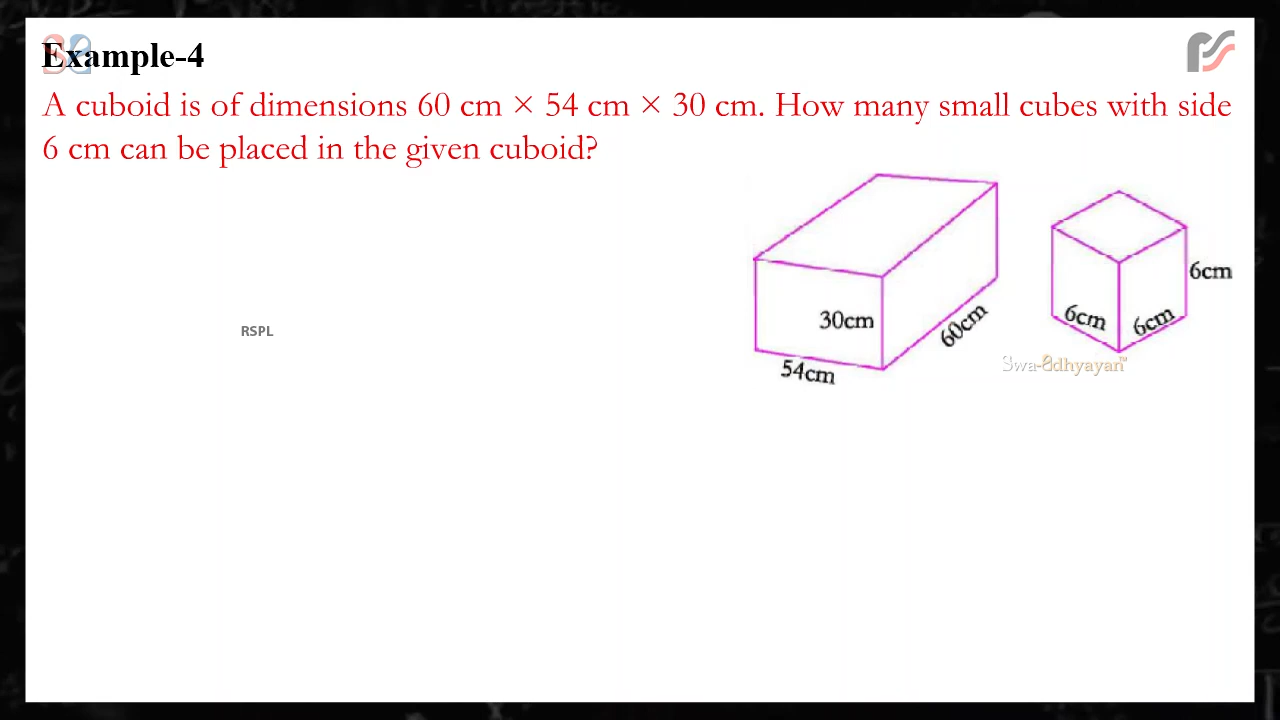 Example-4
A cuboid is of dimensions 60 cm × 54 cm × 30 cm. How many small cubes with side
6 cm can be placed in the given cuboid?
6cm
30cm
60cm
6cm
6cm
RSPL
54cm
Swa-adhyayan™